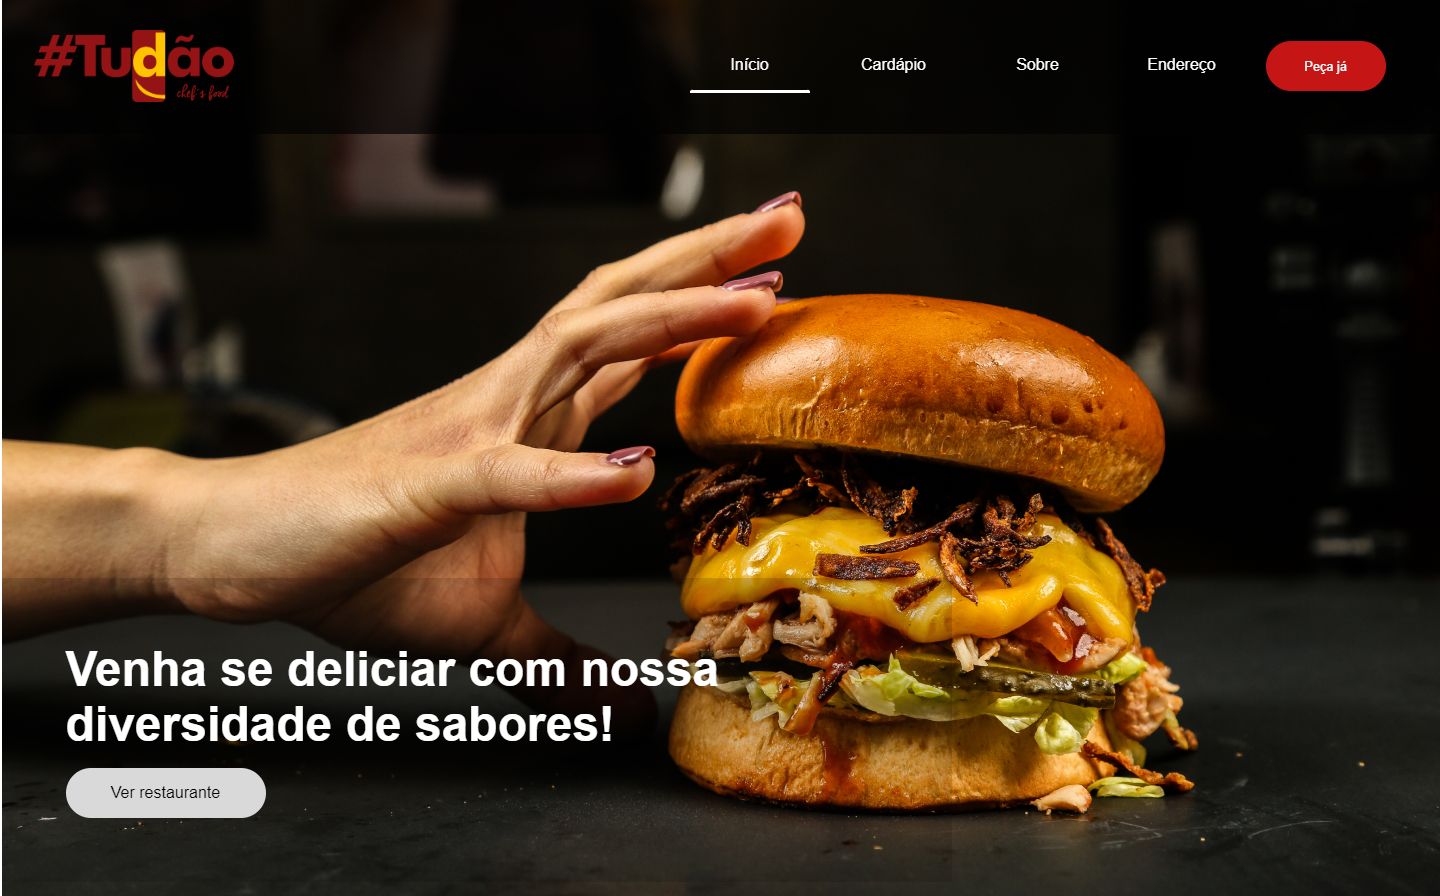 #Tudão
chef's food
Início
Cardápio
Sobre
Endereço
Peça já
Venha se deliciar com nossa
diversidade de sabores!
Ver restaurante